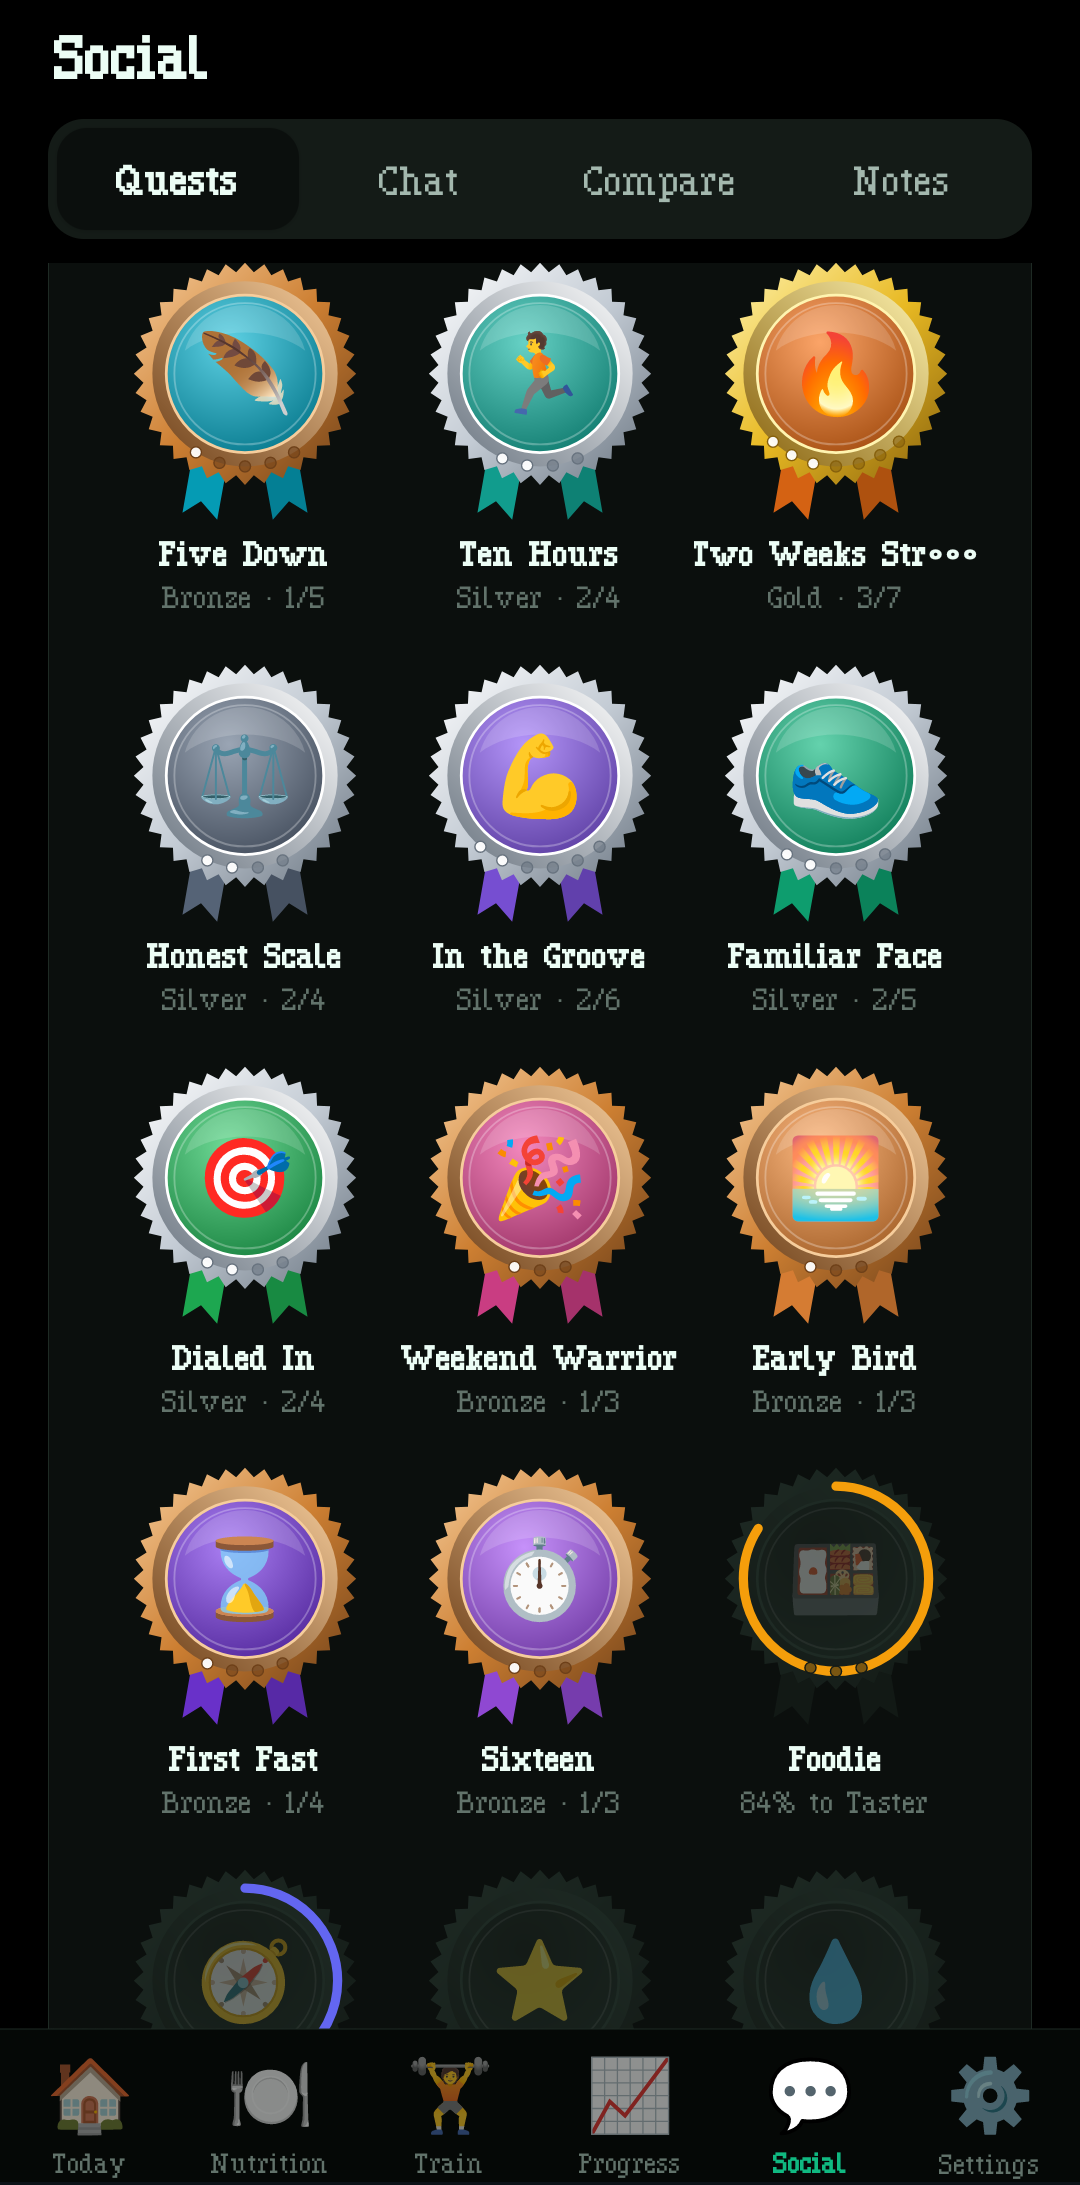 Social
Quests Chat Compare Notes
Five Down Ten Hours Two Weeks Str...
Bronze · 1/5 Silver · 2/4 Gold · 3/7
Honest Scale In the Groove Familiar Face
Silver · 2/4 Silver · 2/6 Silver · 2/5
Dialed In Weekend Warrior Early Bird
Silver · 2/4 Bronze · 1/3 Bronze · 1/3
First Fast Sixteen Foodie
Bronze · 1/4 Bronze · 1/3 84% to Taster
Today Nutrition Train Progress Social Settings